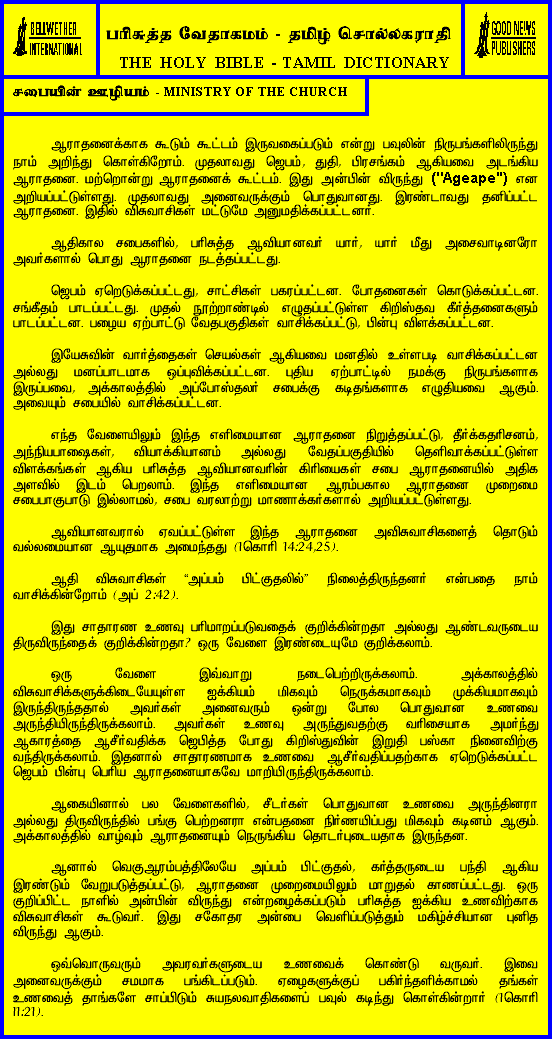 BELLWETHER
INTERNATIONAL
பரிசுத்த வேதாகமம் - தமிழ் சொல்லகராதி
THE HOLY BIBLE - TAMIL DICTIONARY
GOOD NEWS
PUBLISHERS
சபையின் ஊழியம் - MINISTRY OF THE CHURCH
ஆராதனைக்காக கூடும் கூட்டம் இருவகைப்படும் என்று பவுலின் நிருபங்களிலிருந்து
நாம் அறிந்து கொள்கிறோம். முதலாவது ஜெபம், துதி, பிரசங்கம் ஆகியவை அடங்கிய
ஆராதனை. மற்றொன்று ஆராதனைக் கூட்டம். இது அன்பின் விருந்து ("Ageape") என
அறியப்பட்டுள்ளது. முதலாவது அனைவருக்கும் பொதுவானது. இரண்டாவது தனிப்பட்ட
ஆராதனை. இதில் விசுவாசிகள் மட்டுமே அனுமதிக்கப்பட்டனர்.
ஆதிகால சபைகளில், பரிசுத்த ஆவியானவர் யார், யார் மீது அசைவாடினரோ
அவர்களால் பொது ஆராதனை நடத்தப்பட்டது.
ஜெபம் ஏறெடுக்கப்பட்டது, சாட்சிகள் பகரப்பட்டன. போதனைகள் கொடுக்கப்பட்டன.
சங்கீதம் பாடப்பட்டது. முதல் நூற்றாண்டில் எழுதப்பட்டுள்ள கிறிஸ்தவ கீர்த்தனைகளும்
பாடப்பட்டன. பழைய ஏற்பாட்டு வேதபகுதிகள் வாசிக்கப்பட்டு, பின்பு விளக்கப்பட்டன.
இயேசுவின் வார்த்தைகள் செயல்கள் ஆகியவை மனதில் உள்ளபடி வாசிக்கப்பட்டன
அல்லது மனப்பாடமாக ஒப்புவிக்கப்பட்டன. புதிய ஏற்பாட்டில் நமக்கு நிருபங்களாக
இருப்பவை, அக்காலத்தில் அப்போஸ்தலர் சபைக்கு கடிதங்களாக எழுதியவை ஆகும்.
அவையும் சபையில் வாசிக்கப்பட்டன.
எந்த வேளையிலும் இந்த எளிமையான ஆராதனை நிறுத்தப்பட்டு, தீர்க்கதரிசனம்,
அந்நியபாஷைகள், வியாக்கியானம் அல்லது வேதப்பகுதியில் தெளிவாக்கப்பட்டுள்ள
விளக்கங்கள் ஆகிய பரிசுத்த ஆவியானவரின் கிரியைகள் சபை ஆராதனையில் அதிக
அளவில் இடம் பெறலாம். இந்த எளிமையான ஆரம்பகால ஆராதனை முறைமை
சபைபாகுபாடு இல்லாமல், சபை வரலாற்று மாணாக்கர்களால் அறியப்பட்டுள்ளது.
ஆவியானவரால் ஏவப்பட்டுள்ள இந்த ஆராதனை அவிசுவாசிகளைத் தொடும்
வல்லமையான ஆயுதமாக அமைந்தது (1கொரி 14:24,25).
ஆதி விசுவாசிகள் “அப்பம் பிட்குதலில்” நிலைத்திருந்தனர் என்பதை நாம்
வாசிக்கின்றோம் (அப் 2:42).
இது சாதாரண உணவு பரிமாறப்படுவதைக் குறிக்கின்றதா அல்லது ஆண்டவருடைய
திருவிருந்தைக் குறிக்கின்றதா? ஒரு வேளை இரண்டையுமே குறிக்கலாம்.
ஒரு வேளை இவ்வாறு நடைபெற்றிருக்கலாம். அக்காலத்தில்
விசுவாசிகளுக்கிடையேயுள்ள ஐக்கியம் மிகவும் நெருக்கமாகவும் முக்கியமாகவும்
இருந்திருந்ததால் அவர்கள் அனைவரும் ஒன்று போல பொதுவான உணவை
அருந்தியிருந்திருக்கலாம். அவர்கள் உணவு அருந்துவதற்கு வரிசையாக அமர்ந்து
ஆகாரத்தை ஆசீர்வதிக்க ஜெபித்த போது கிறிஸ்துவின் இறுதி பஸ்கா நினைவிற்கு
வந்திருக்கலாம். இதனால் சாதாரணமாக உணவை ஆசீர்வதிப்பதற்காக ஏறெடுக்கப்பட்ட
ஜெபம் பின்பு பெரிய ஆராதனையாகவே மாறியிருந்திருக்கலாம்.
ஆகையினால் பல வேளைகளில், சீடர்கள் பொதுவான உணவை அருந்தினரா
அல்லது திருவிருந்தில் பங்கு பெற்றனரா என்பதனை நிர்ணயிப்பது மிகவும் கடினம் ஆகும்.
அக்காலத்தில் வாழ்வும் ஆராதனையும் நெருங்கிய தொடர்புடையதாக இருந்தன.
ஆனால் வெகுஆரம்பத்திலேயே அப்பம் பிட்குதல், கர்த்தருடைய பந்தி ஆகிய
இரண்டும் வேறுபடுத்தப்பட்டு, ஆராதனை முறைமையிலும் மாறுதல் காணப்பட்டது. ஒரு
குறிப்பிட்ட நாளில் அன்பின் விருந்து என்றழைக்கப்படும் பரிசுத்த ஐக்கிய உணவிற்காக
விசுவாசிகள் கூடுவர். இது சகோதர அன்பை வெளிப்படுத்தும் மகிழ்ச்சியான புனித
விருந்து ஆகும்.
ஒவ்வொருவரும் அவரவர்களுடைய உணவைக் கொண்டு வருவர். இவை
அனைவருக்கும் சமமாக பங்கிடப்படும். ஏழைகளுக்குப் பகிர்ந்தளிக்காமல் தங்கள்
உணவைத் தாங்களே சாப்பிடும் சுயநலவாதிகளைப் பவுல் கடிந்து கொள்கின்றார் (1கொரி
11:21).